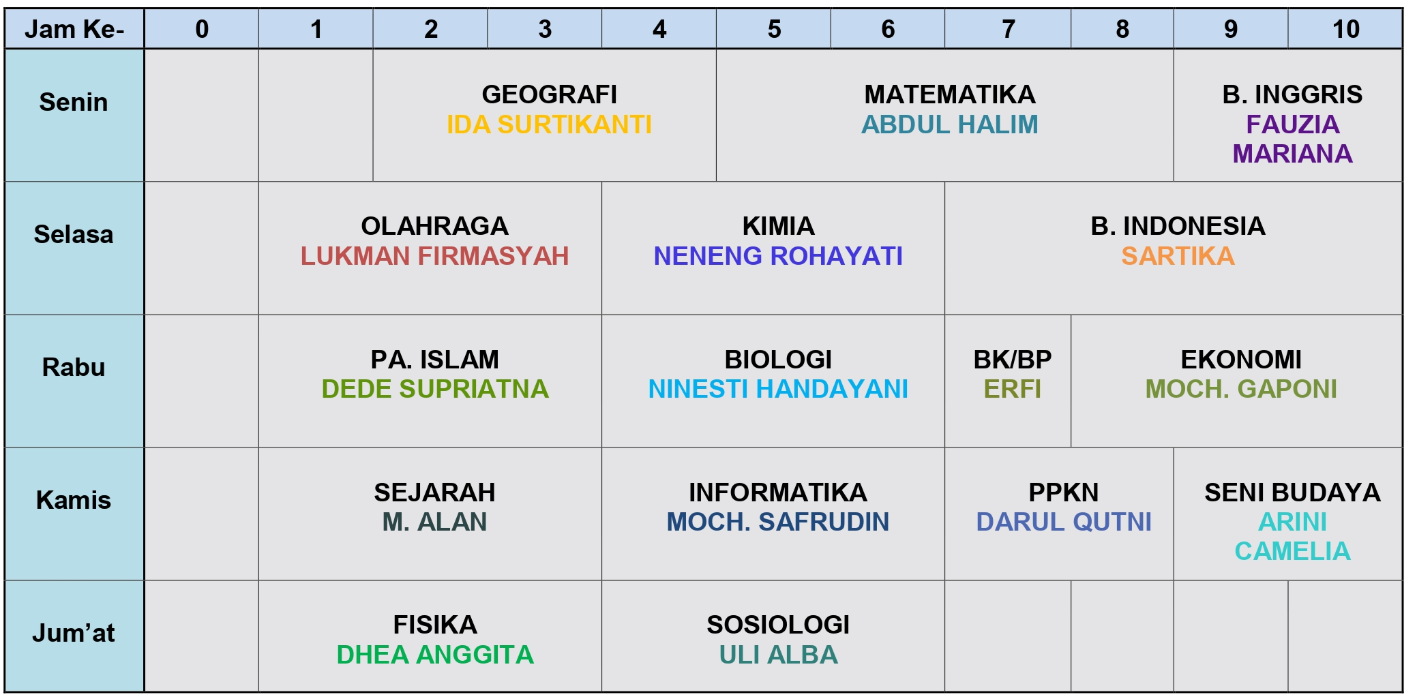 Jam Ke- 0 1 2 3 4 5 6 7 8 9 10
Senin
GEOGRAFI
IDA SURTIKANTI
MATEMATIKA
ABDUL HALIM
B. INGGRIS
FAUZIA
MARIANA
Selasa
OLAHRAGA
LUKMAN FIRMASYAH
KIMIA
NENENG ROHAYATI
B. INDONESIA
SARTIKA
Rabu
PA. ISLAM
DEDE SUPRIATNA
BIOLOGI
NINESTI HANDAYANI
BK/BP
ERFI
EKONOMI
MOCH. GAPONI
Kamis
SEJARAH
M. ALAN
INFORMATIKA
MOCH. SAFRUDIN
PPKN
DARUL QUTNI
SENI BUDAYA
ARINI
CAMELIA
Jum’at
FISIKA
DHEA ANGGITA
SOSIOLOGI
ULI ALBA